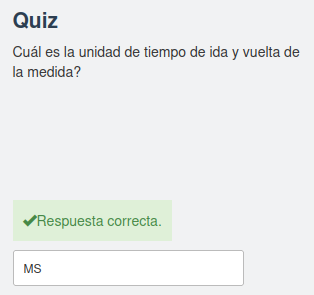 Quiz
Cuál es la unidad de tiempo de ida y vuelta de
la medida?
Respuesta correcta.
MS